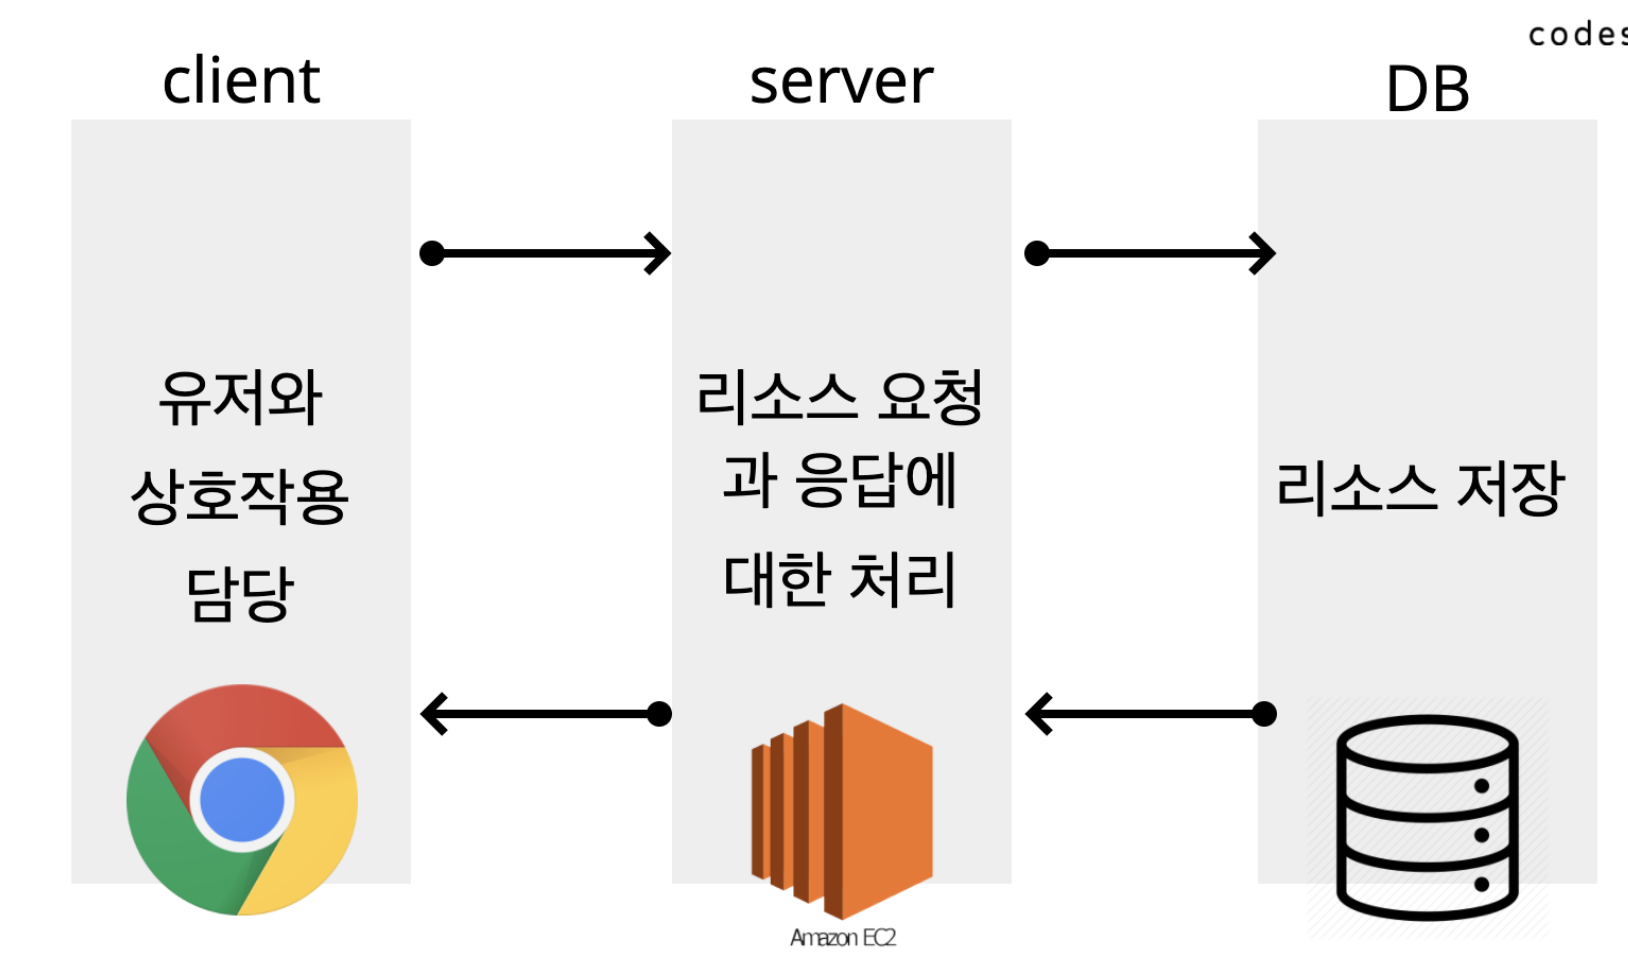 codes
client
server
DB
유저와
상호작용
담당
리소스 요청
과 응답에
대한 처리
리소스 저장
Amazon EC2